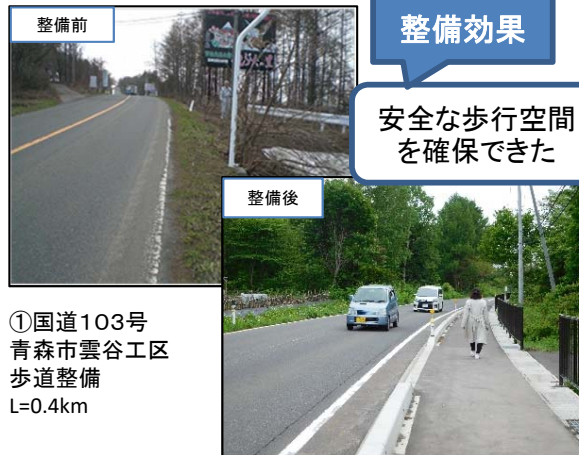 整備前
整備効果
安全な歩行空間
を確保できた
整備後
①国道103号
青森市雲谷工区
歩道整備
L=0.4km